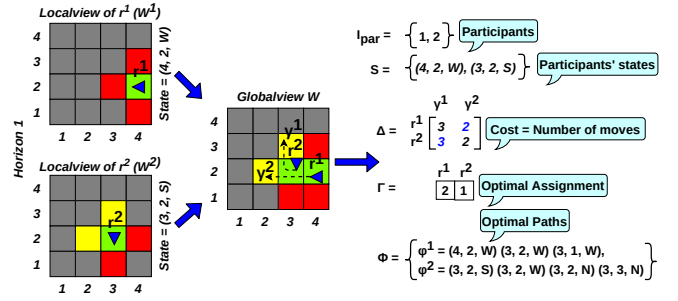 Localview of r¹ (W¹)
4
3
2
1
1 2 3 4
r¹
State = (4, 2, W)
Horizon 1
Localview of r² (W²)
4
3
2
1
1 2 3 4
r²
State = (3, 2, S)
Globalview W
4
3
2
1
1 2 3 4
γ¹
r²
r¹
γ²
I_par = { 1, 2 } Participants
S = { (4, 2, W), (3, 2, S) } Participants' states
γ¹ γ²
Δ = r¹ [ 3 2
r² 3 2 ] Cost = Number of moves
r¹ r²
Γ = 2 1 Optimal Assignment
Optimal Paths
Φ = { φ¹ = (4, 2, W) (3, 2, W) (3, 1, W),
φ² = (3, 2, S) (3, 2, W) (3, 2, N) (3, 3, N) }